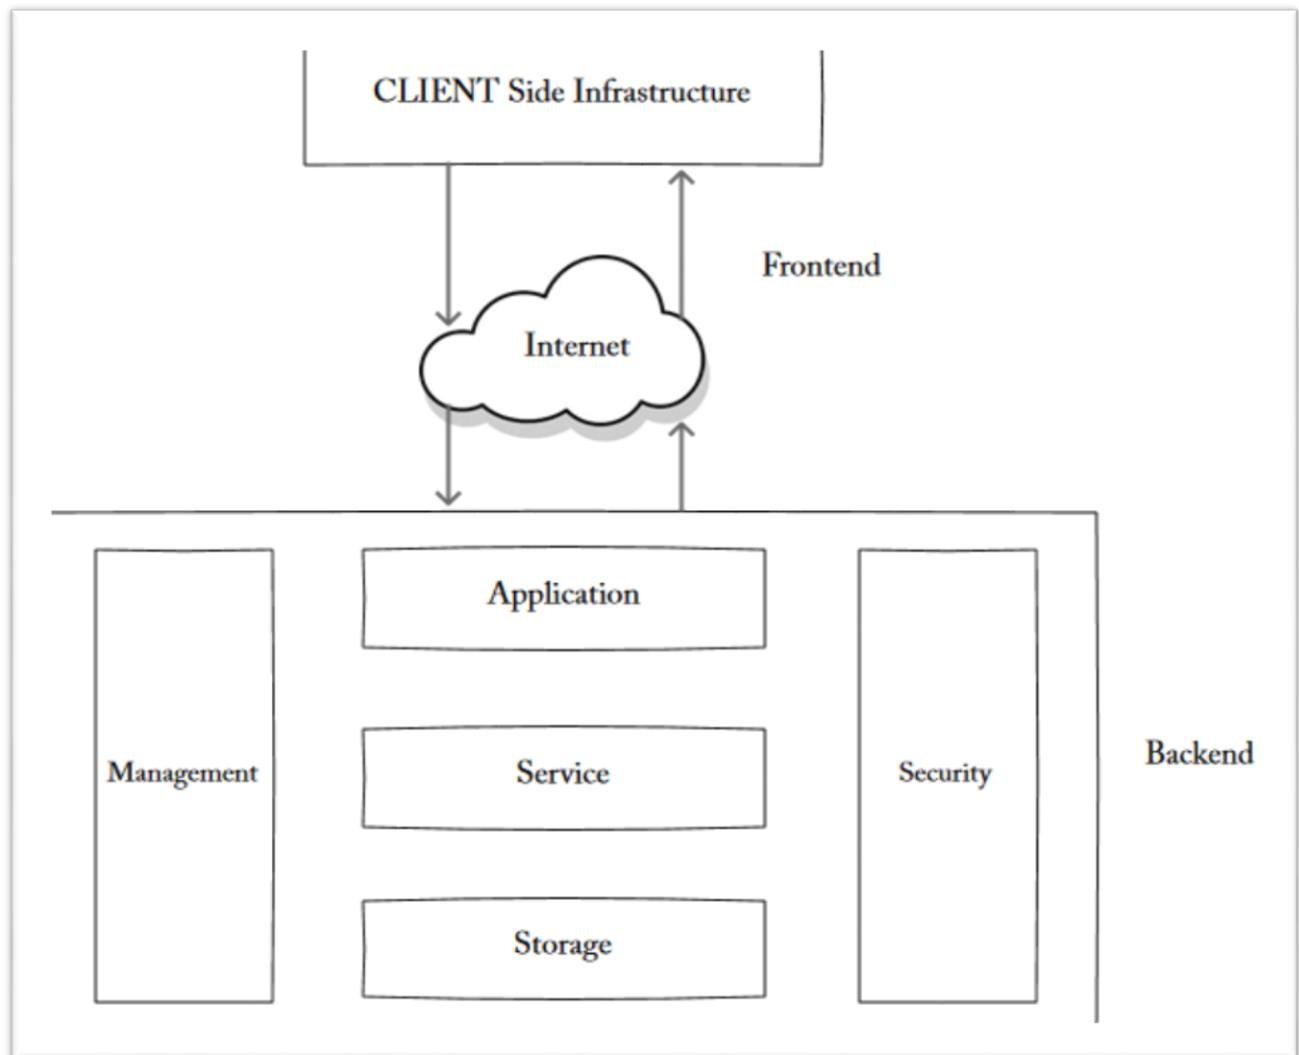 CLIENT Side Infrastructure
Frontend
Internet
Application
Management
Service
Security
Backend
Storage